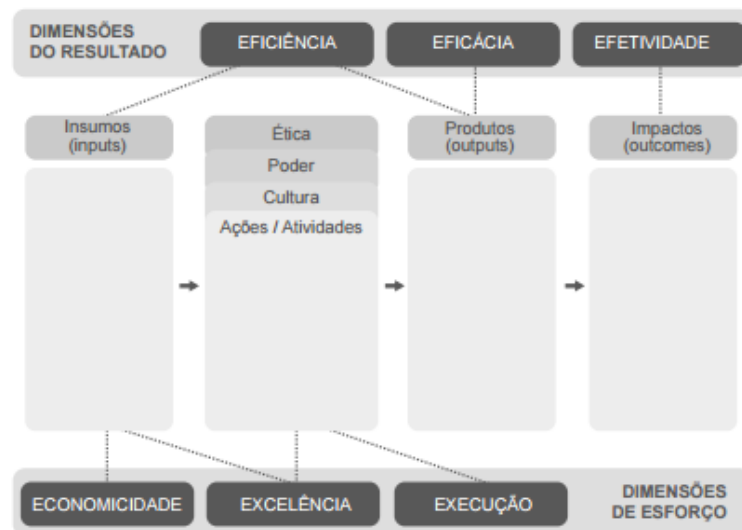 DIMENSÕES
DO RESULTADO
EFICIÊNCIA
EFICÁCIA
EFETIVIDADE
Insumos
(inputs)
Ética
Poder
Cultura
Ações / Atividades
Produtos
(outputs)
Impactos
(outcomes)
ECONOMICIDADE
EXCELÊNCIA
EXECUÇÃO
DIMENSÕES
DE ESFORÇO